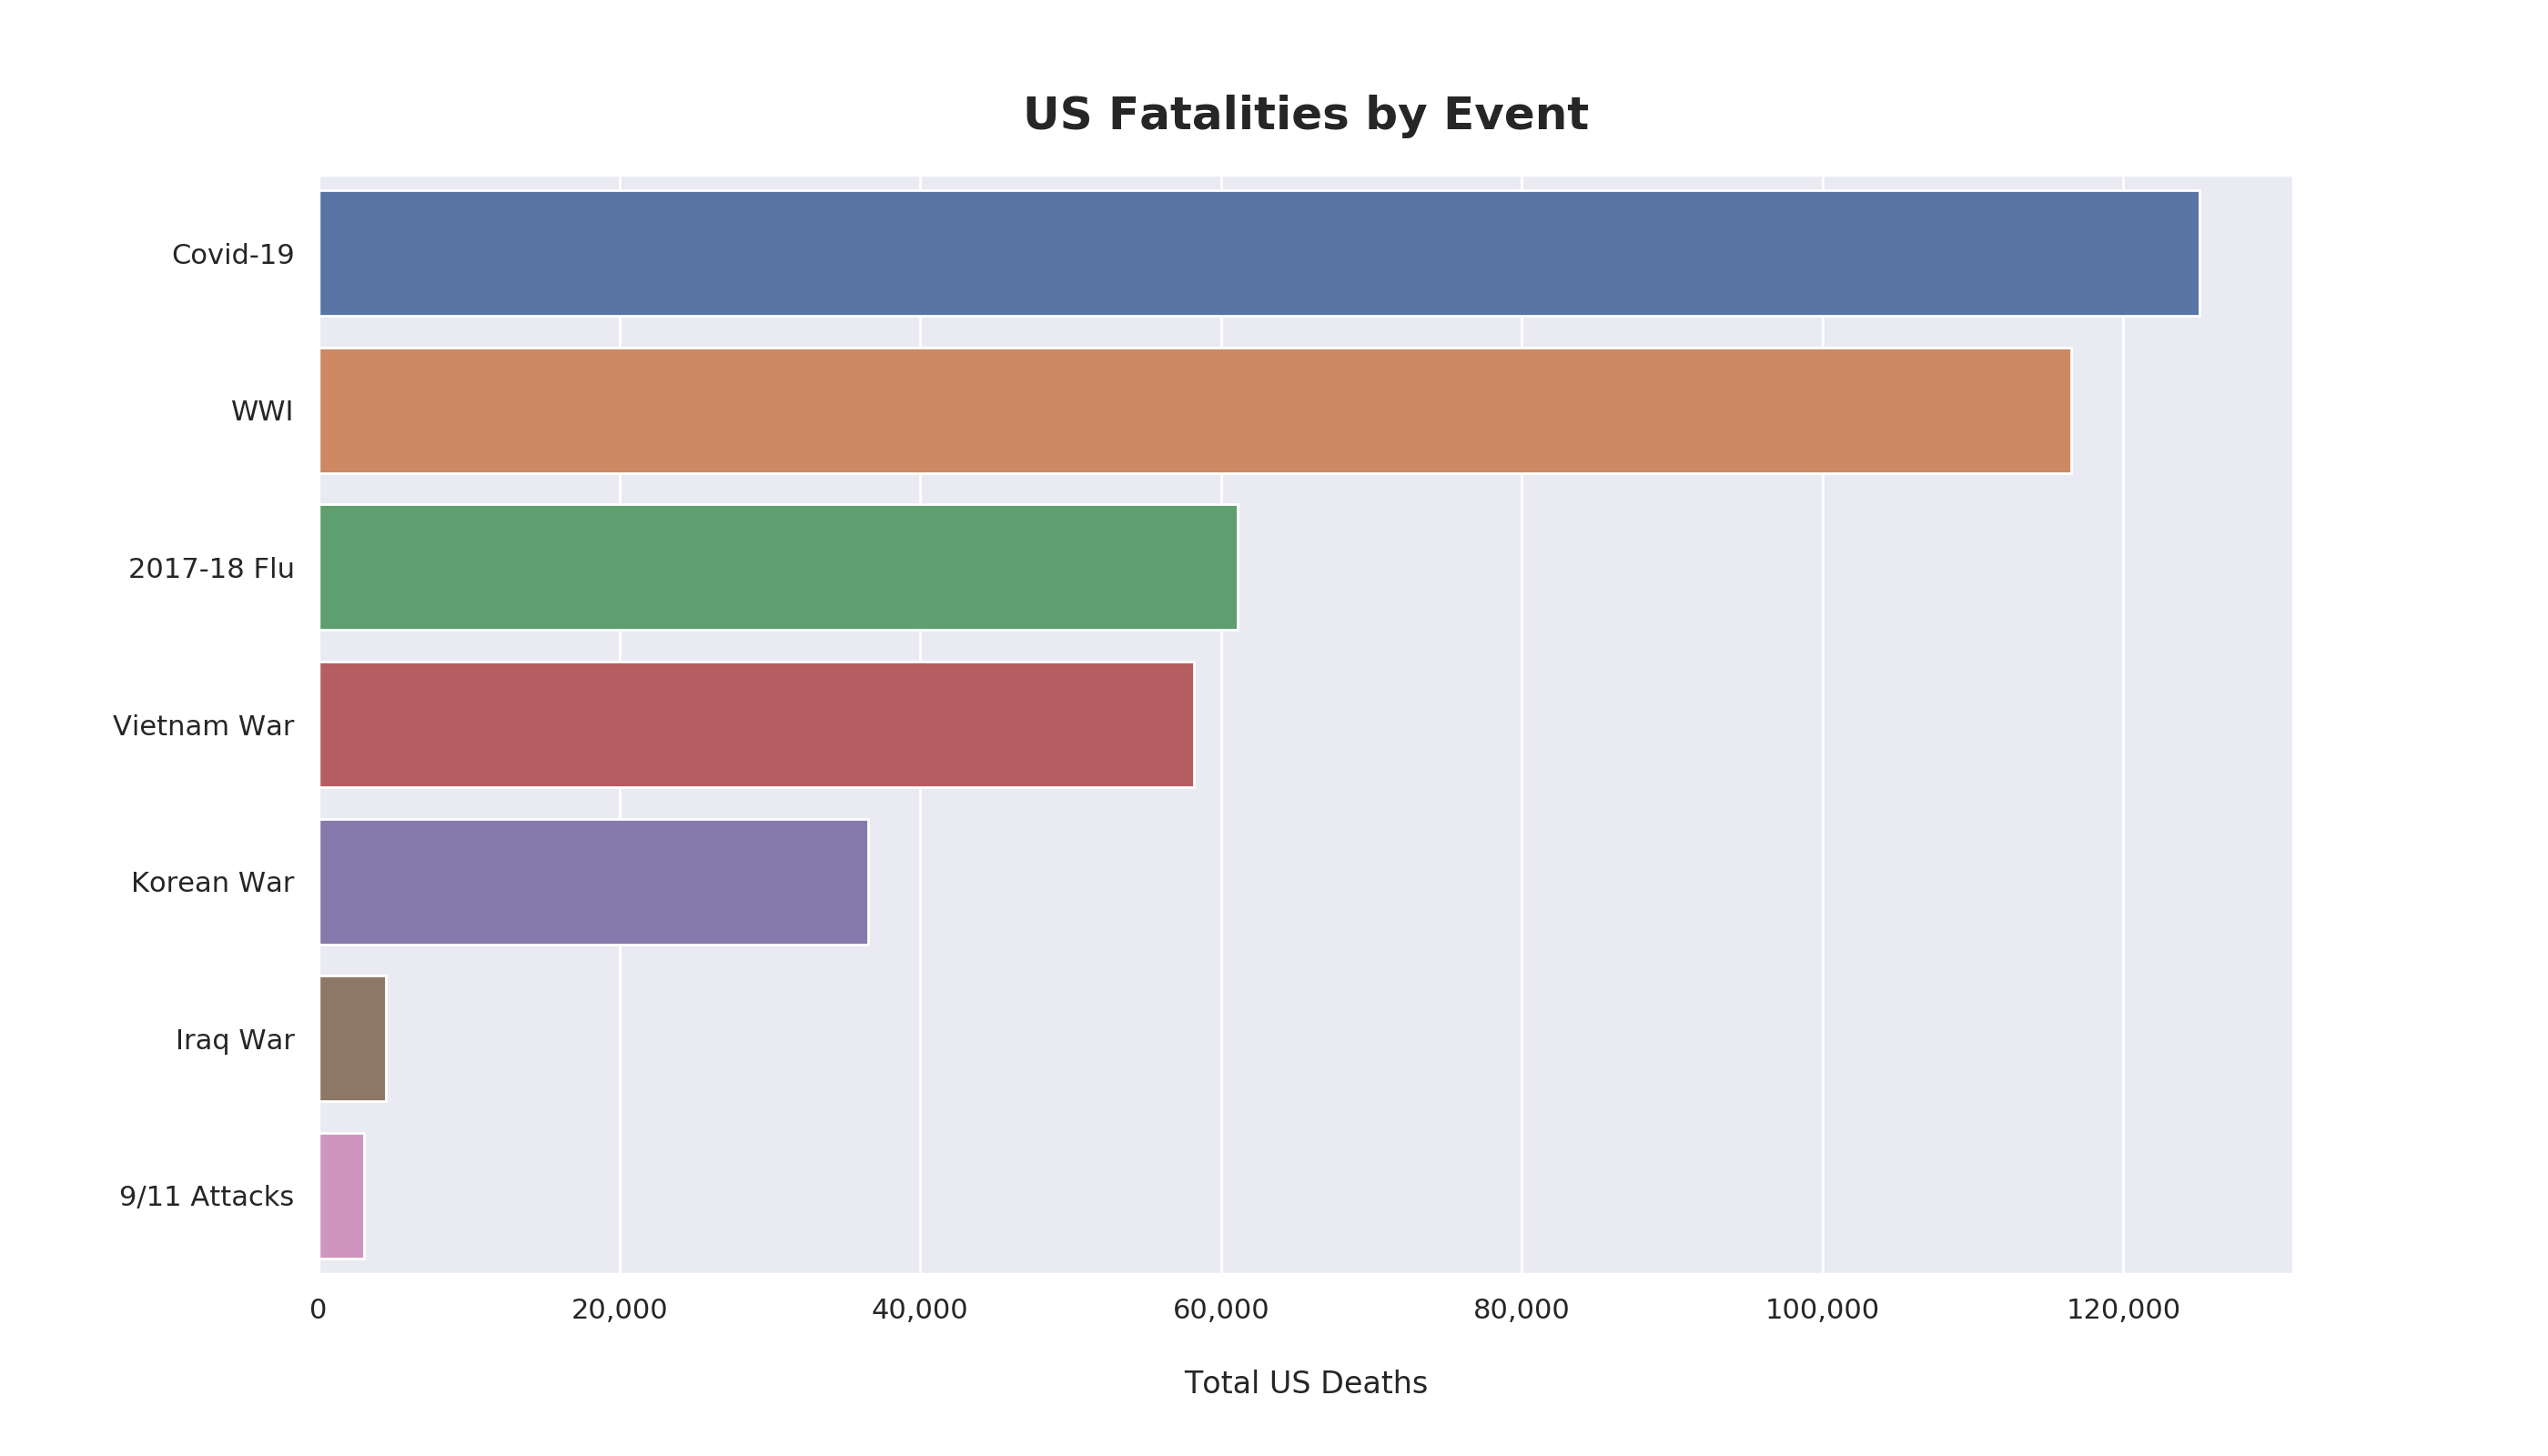 US Fatalities by Event
Covid-19
WWI
2017-18 Flu
Vietnam War
Korean War
Iraq War
9/11 Attacks
0 20,000 40,000 60,000 80,000 100,000 120,000
Total US Deaths